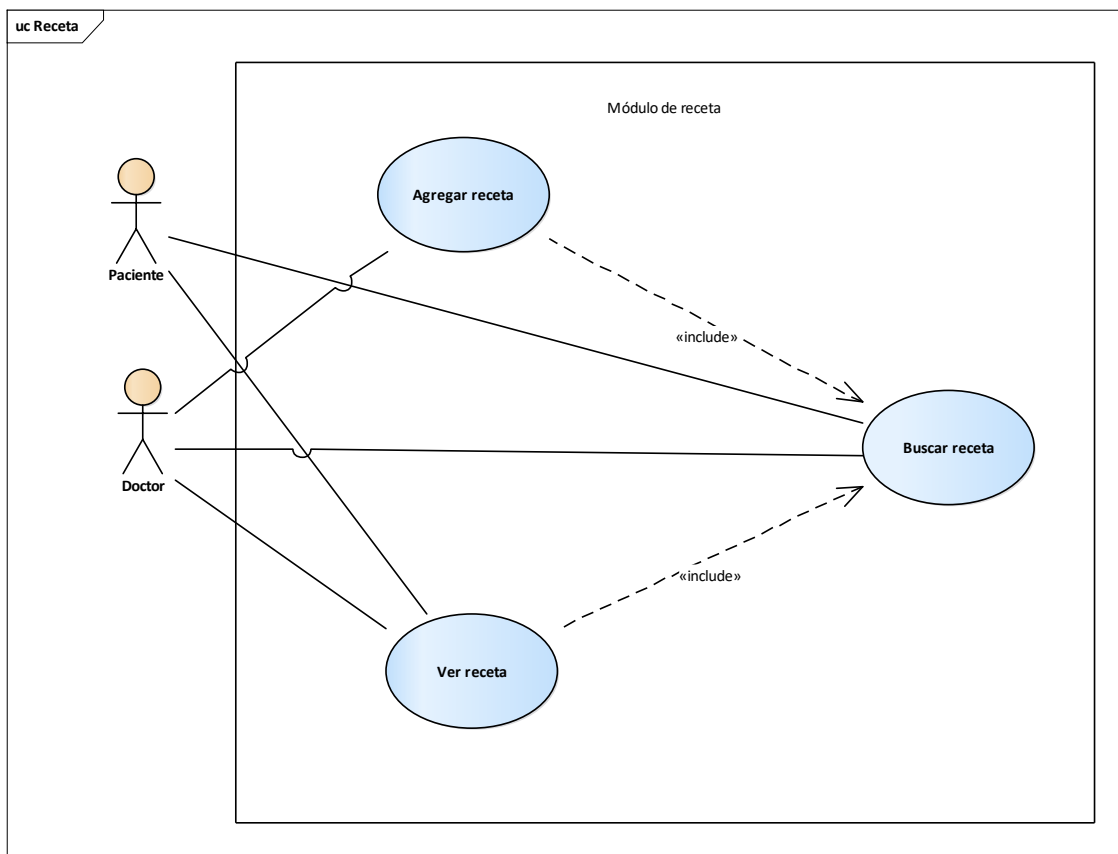 uc Receta
Módulo de receta
Agregar receta
Paciente
«include»
Buscar receta
Doctor
«include»
Ver receta